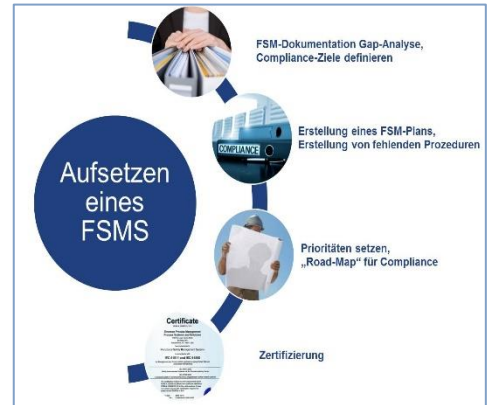 FSM-Dokumentation Gap-Analyse,
Compliance-Ziele definieren
COMPLIANCE
Erstellung eines FSM-Plans,
Erstellung von fehlenden Prozeduren
Aufsetzen
eines
FSMS
Prioritäten setzen,
„Road-Map“ für Compliance
Certificate
Zertifizierung